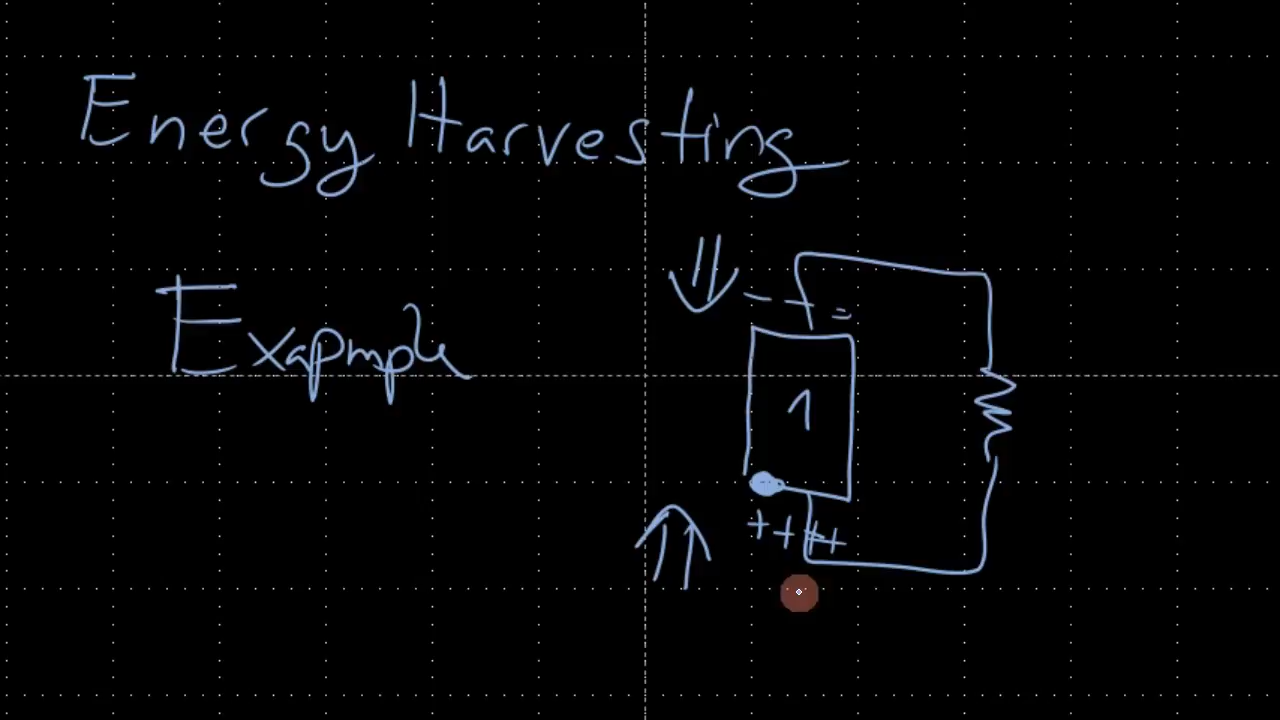 Energy Harvesting
Exapmple
- - - =
1
++++